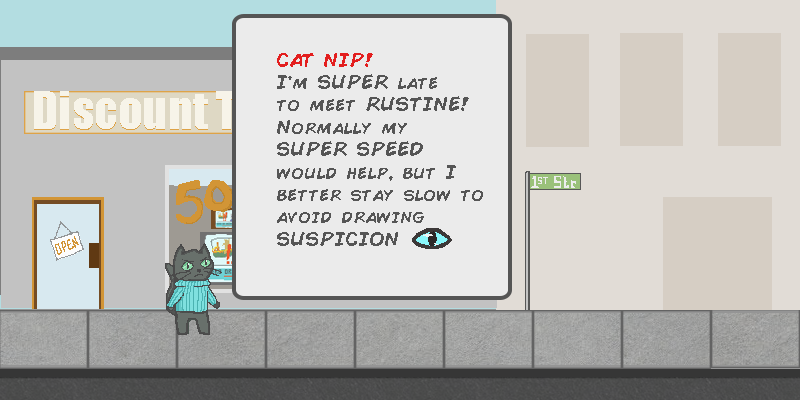 CAT NIP!
I'M SUPER LATE
TO MEET RUSTINE!
NORMALLY MY
SUPER SPEED
WOULD HELP, BUT I
BETTER STAY SLOW TO
AVOID DRAWING
SUSPICION
Discount T
50
OPEN
1ST Str